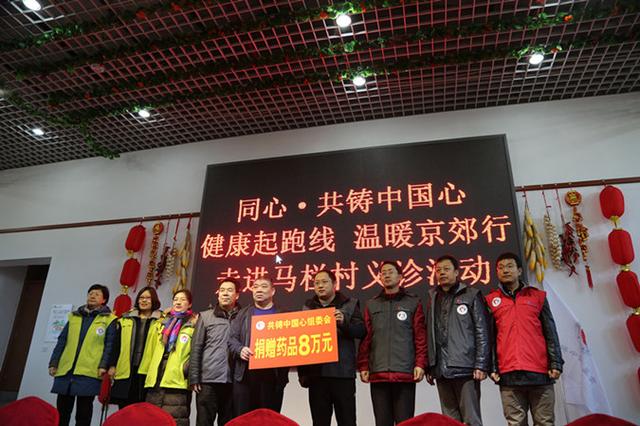 同心·共铸中国心
健康起跑线 温暖京郊行
走进马栏村义诊活动
共铸中国心组委会
捐赠药品8万元